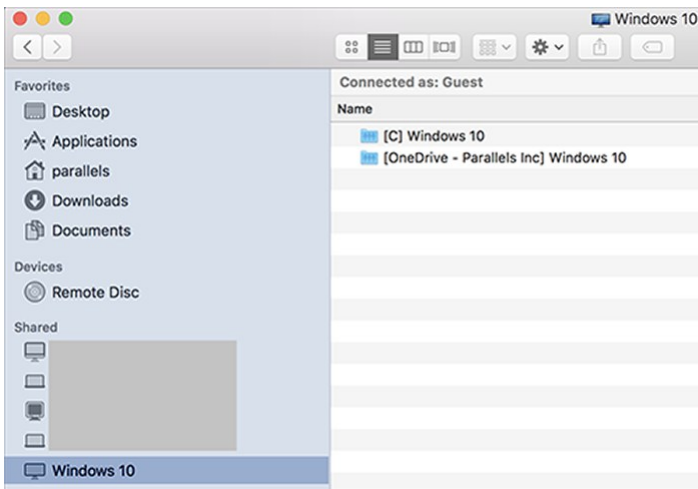 Windows 10
Connected as: Guest
Favorites
Desktop
Applications
parallels
Downloads
Documents
Devices
Remote Disc
Shared
Windows 10
Name
[C] Windows 10
[OneDrive - Parallels Inc] Windows 10